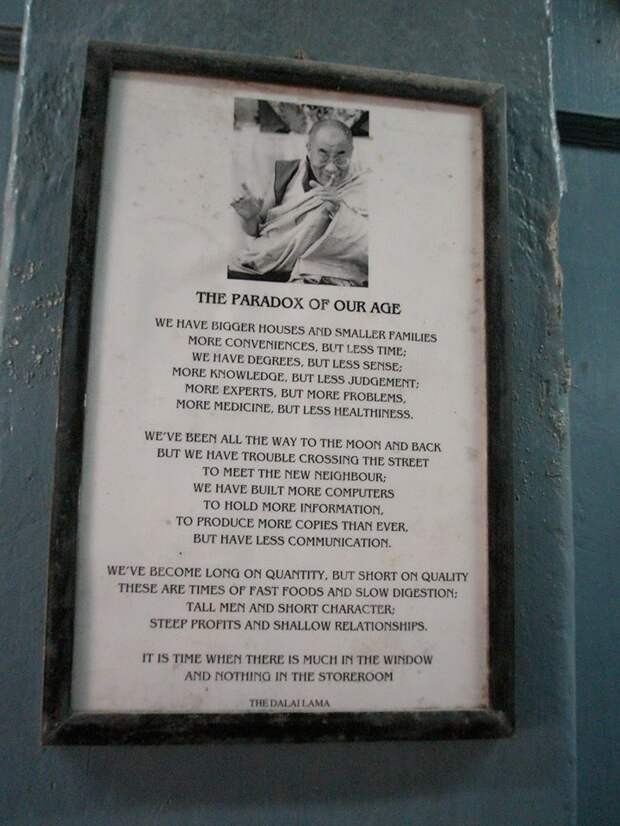 THE PARADOX OF OUR AGE
WE HAVE BIGGER HOUSES AND SMALLER FAMILIES
MORE CONVENIENCES, BUT LESS TIME;
WE HAVE DEGREES, BUT LESS SENSE;
MORE KNOWLEDGE, BUT LESS JUDGEMENT;
MORE EXPERTS, BUT MORE PROBLEMS,
MORE MEDICINE, BUT LESS HEALTHINESS.
WE'VE BEEN ALL THE WAY TO THE MOON AND BACK
BUT WE HAVE TROUBLE CROSSING THE STREET
TO MEET THE NEW NEIGHBOUR;
WE HAVE BUILT MORE COMPUTERS
TO HOLD MORE INFORMATION,
TO PRODUCE MORE COPIES THAN EVER,
BUT HAVE LESS COMMUNICATION.
WE'VE BECOME LONG ON QUANTITY, BUT SHORT ON QUALITY
THESE ARE TIMES OF FAST FOODS AND SLOW DIGESTION;
TALL MEN AND SHORT CHARACTER;
STEEP PROFITS AND SHALLOW RELATIONSHIPS.
IT IS TIME WHEN THERE IS MUCH IN THE WINDOW
AND NOTHING IN THE STOREROOM
THE DALAI LAMA